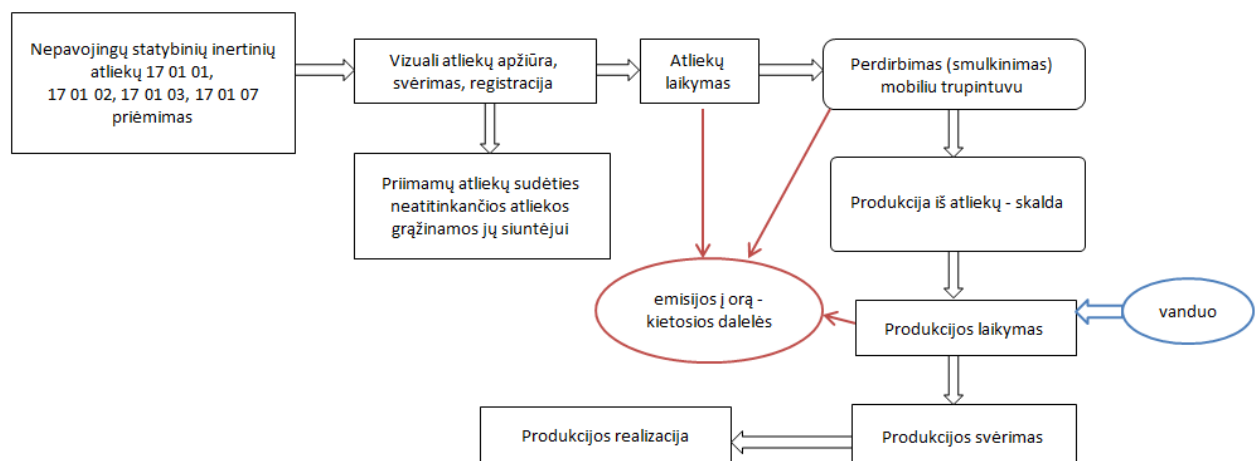 Nepavojingų statybinių inertinių
atliekų 17 01 01,
17 01 02, 17 01 03, 17 01 07
priėmimas
Vizuali atliekų apžiūra,
svėrimas, registracija
Atliekų
laikymas
Perdirbimas (smulkinimas)
mobiliu trupintuvu
Priimamų atliekų sudėties
neatitinkančios atliekos
grąžinamos jų siuntėjui
Produkcija iš atliekų - skalda
emisijos į orą -
kietosios dalelės
Produkcijos laikymas
vanduo
Produkcijos realizacija
Produkcijos svėrimas